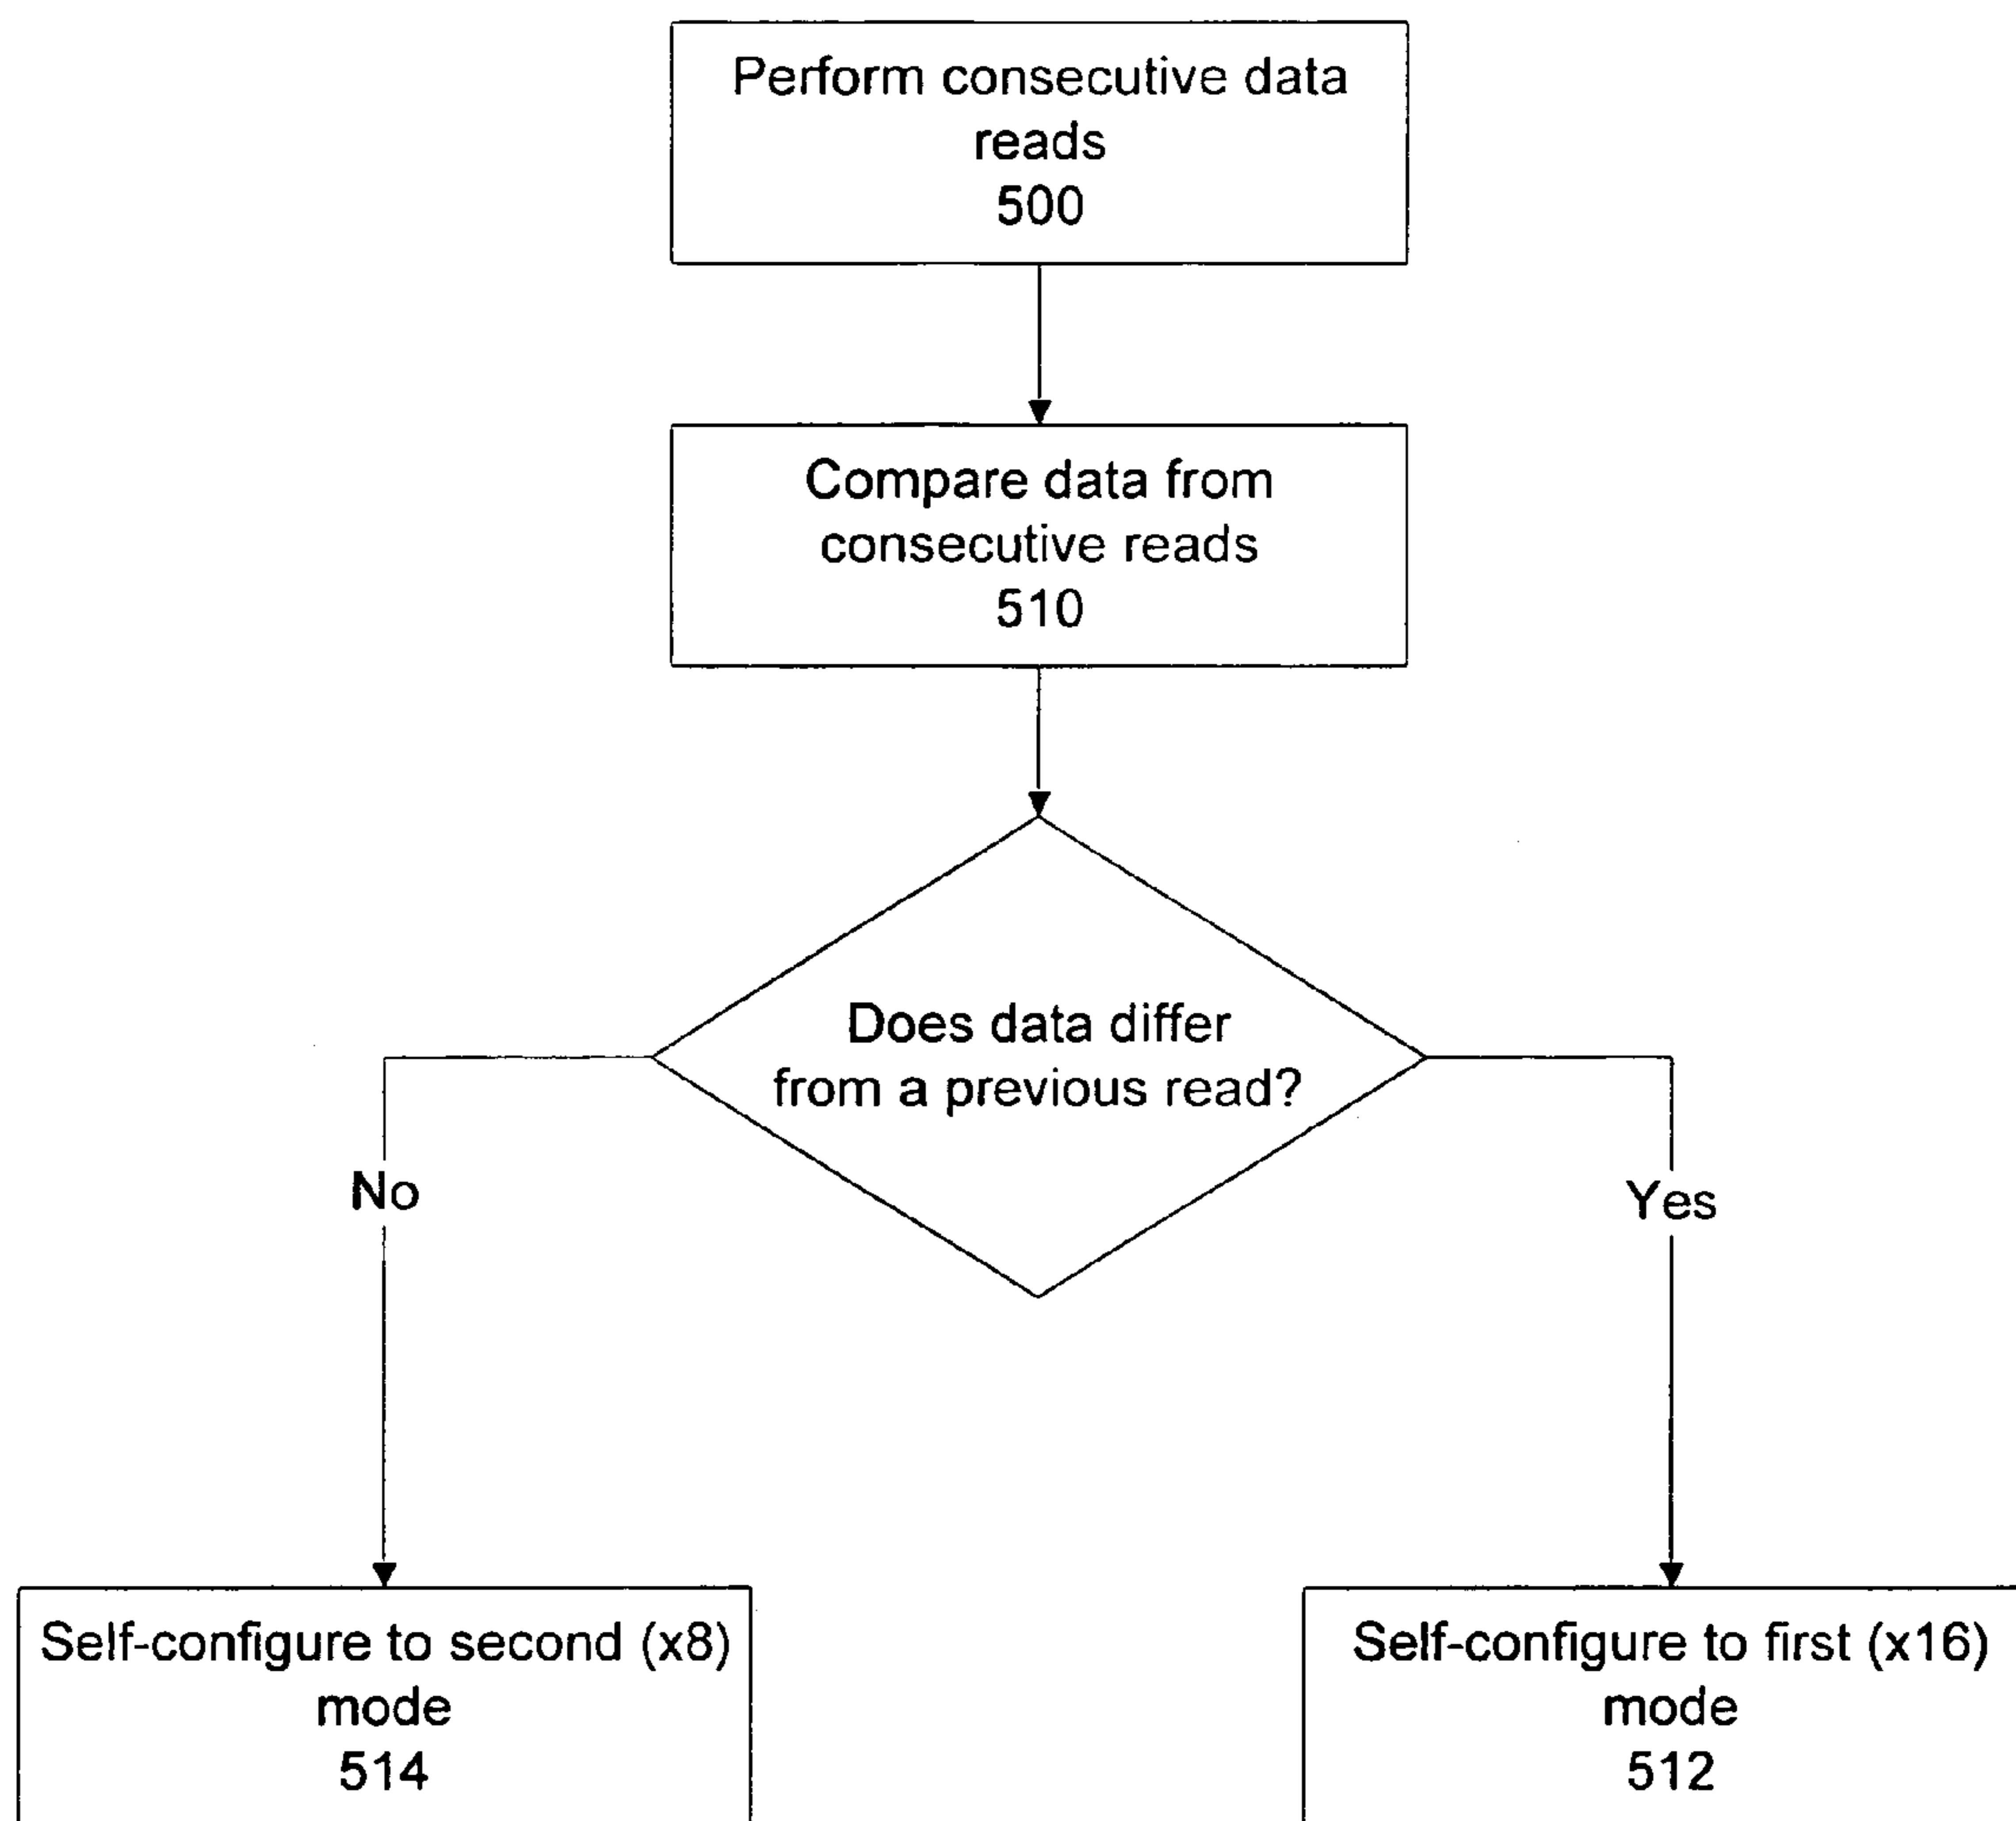 Perform consecutive data
reads
500
Compare data from
consecutive reads
510
Does data differ
from a previous read?
No
Yes
Self-configure to second (x8)
mode
514
Self-configure to first (x16)
mode
512